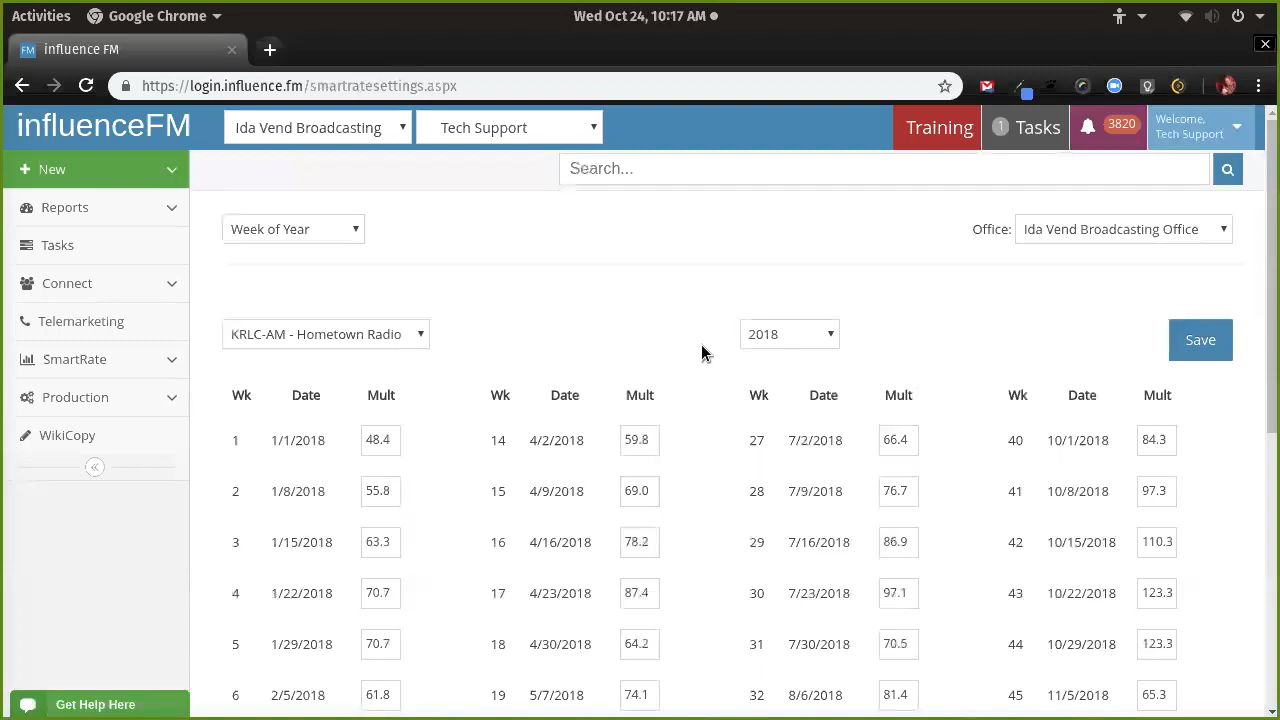 Activities Google Chrome Wed Oct 24, 10:17 AM
FM influence FM
https://login.influence.fm/smartratesettings.aspx
influenceFM Ida Vend Broadcasting Tech Support Training 1 Tasks 3820 Welcome, Tech Support
New Search...
Reports
Tasks
Connect
Telemarketing
SmartRate
Production
WikiCopy
Get Help Here
Week of Year Office: Ida Vend Broadcasting Office
KRLC-AM - Hometown Radio 2018 Save
Wk Date Mult Wk Date Mult Wk Date Mult Wk Date Mult
1 1/1/2018 48.4 14 4/2/2018 59.8 27 7/2/2018 66.4 40 10/1/2018 84.3
2 1/8/2018 55.8 15 4/9/2018 69.0 28 7/9/2018 76.7 41 10/8/2018 97.3
3 1/15/2018 63.3 16 4/16/2018 78.2 29 7/16/2018 86.9 42 10/15/2018 110.3
4 1/22/2018 70.7 17 4/23/2018 87.4 30 7/23/2018 97.1 43 10/22/2018 123.3
5 1/29/2018 70.7 18 4/30/2018 64.2 31 7/30/2018 70.5 44 10/29/2018 123.3
6 2/5/2018 61.8 19 5/7/2018 74.1 32 8/6/2018 81.4 45 11/5/2018 65.3